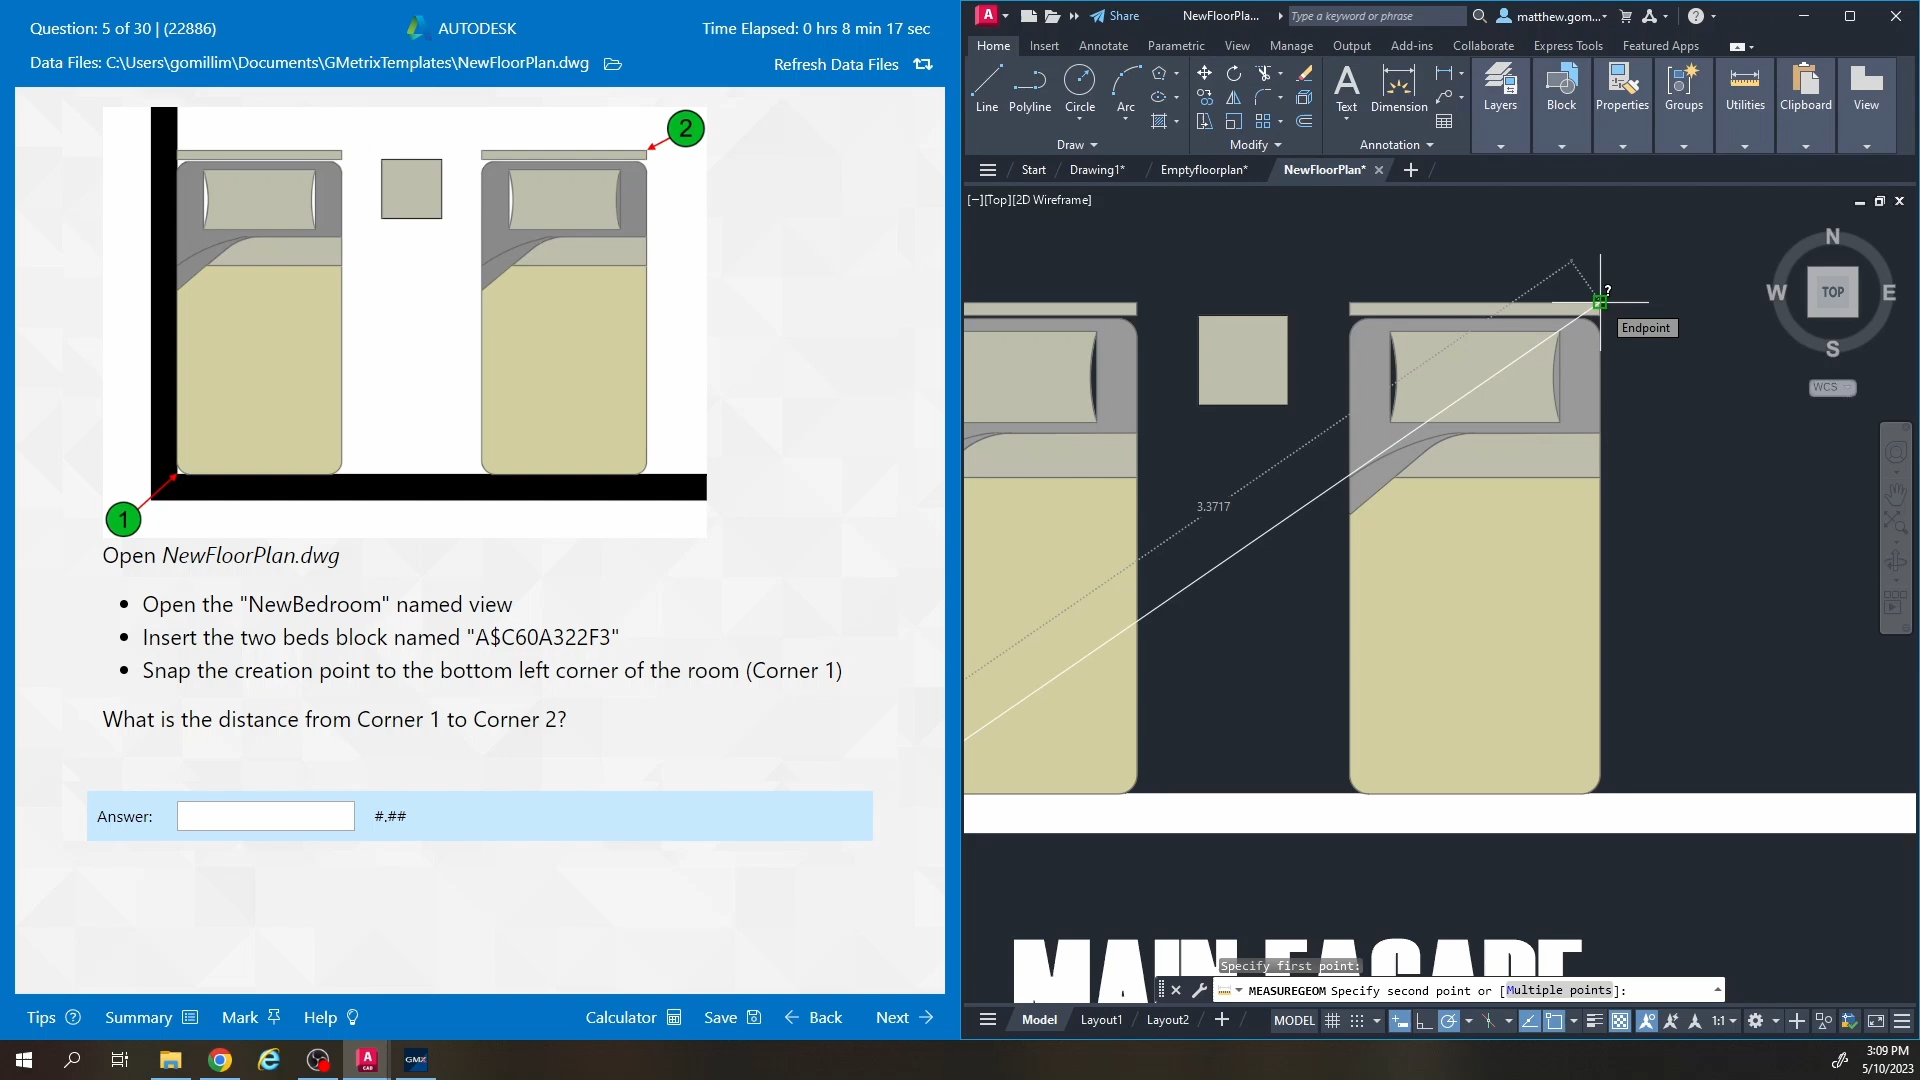 Question: 5 of 30 | (22886)
AUTODESK
Time Elapsed: 0 hrs 8 min 17 sec
Data Files: C:\Users\gomillim\Documents\GMetrixTemplates\NewFloorPlan.dwg
Refresh Data Files
2
1
Open NewFloorPlan.dwg
• Open the "NewBedroom" named view
• Insert the two beds block named "A$C60A322F3"
• Snap the creation point to the bottom left corner of the room (Corner 1)
What is the distance from Corner 1 to Corner 2?
Answer: #.##
Tips Summary Mark Help Calculator Save Back Next
A Share NewFloorPla... Type a keyword or phrase matthew.gom...
Home Insert Annotate Parametric View Manage Output Add-ins Collaborate Express Tools Featured Apps
Line Polyline Circle Arc Text Dimension Layers Block Properties Groups Utilities Clipboard View
Draw Modify Annotation
Start Drawing1* Emptyfloorplan* NewFloorPlan*
[−][Top][2D Wireframe]
N
W TOP E
S
WCS
?
Endpoint
3.3717
MAIN FACADE
Specify first point:
MEASUREGEOM Specify second point or [Multiple points]:
Model Layout1 Layout2 MODEL 1:1
A CAD GMX
3:09 PM
5/10/2023